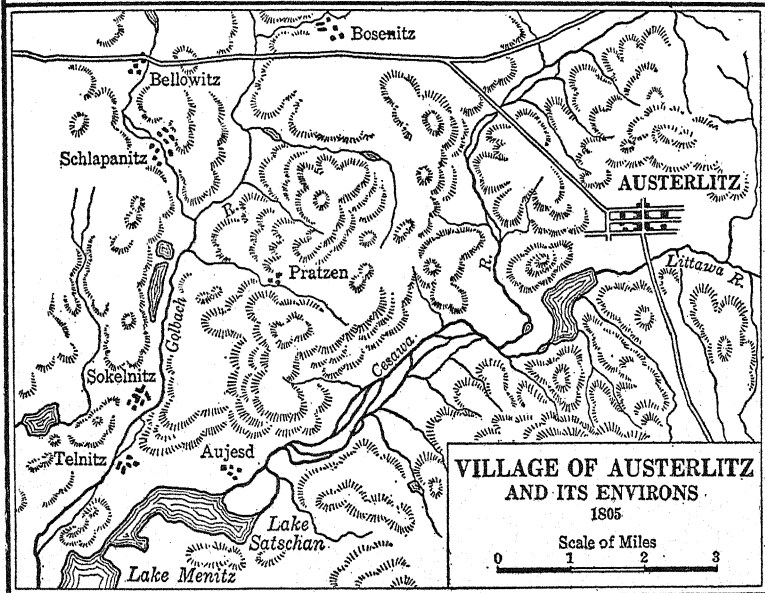 Bosenitz
Bellowitz
Schlapanitz
AUSTERLITZ
R.
Pratzen
R.
Littawa R.
Golbach
Cesawa
Sokelnitz
Telnitz
Aujesd
Lake
Satschan
Lake Menitz
VILLAGE OF AUSTERLITZ
AND ITS ENVIRONS
1805
Scale of Miles
0 1 2 3